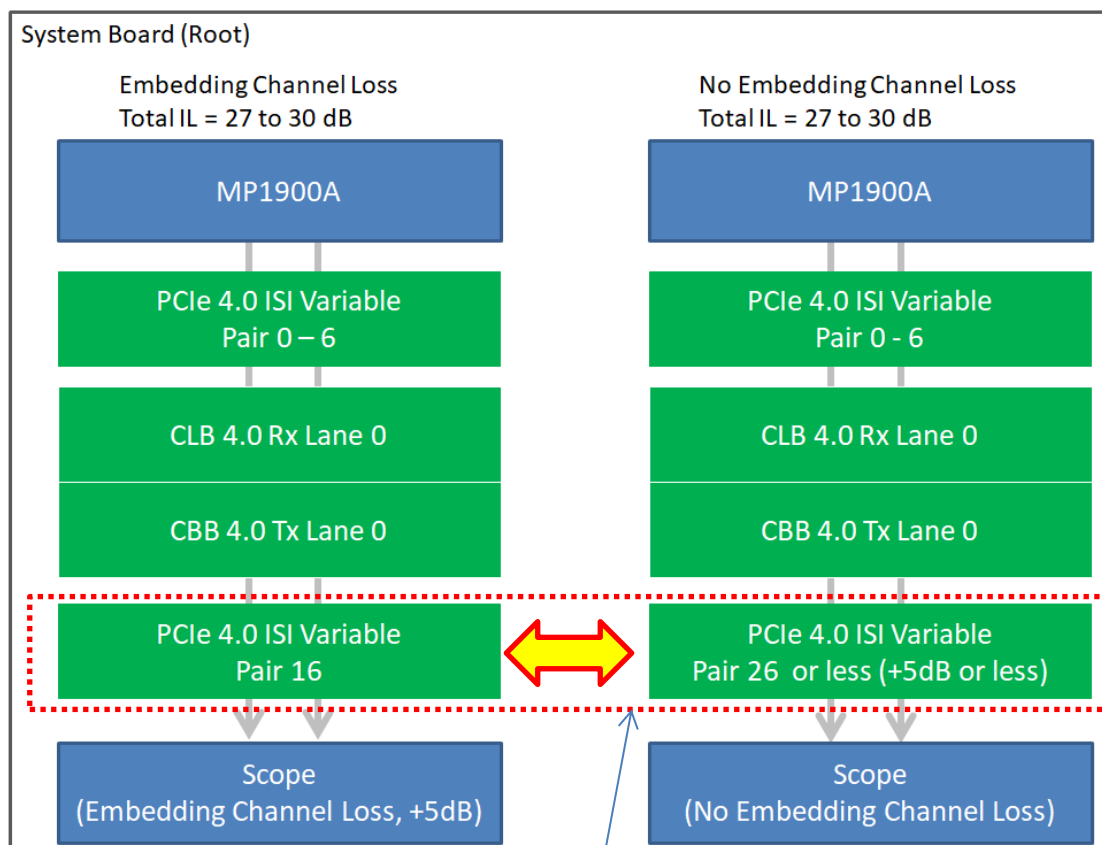 System Board (Root)
Embedding Channel Loss
Total IL = 27 to 30 dB
MP1900A
PCIe 4.0 ISI Variable
Pair 0 – 6
CLB 4.0 Rx Lane 0
CBB 4.0 Tx Lane 0
PCIe 4.0 ISI Variable
Pair 16
Scope
(Embedding Channel Loss, +5dB)
No Embedding Channel Loss
Total IL = 27 to 30 dB
MP1900A
PCIe 4.0 ISI Variable
Pair 0 - 6
CLB 4.0 Rx Lane 0
CBB 4.0 Tx Lane 0
PCIe 4.0 ISI Variable
Pair 26  or less (+5dB or less)
Scope
(No Embedding Channel Loss)